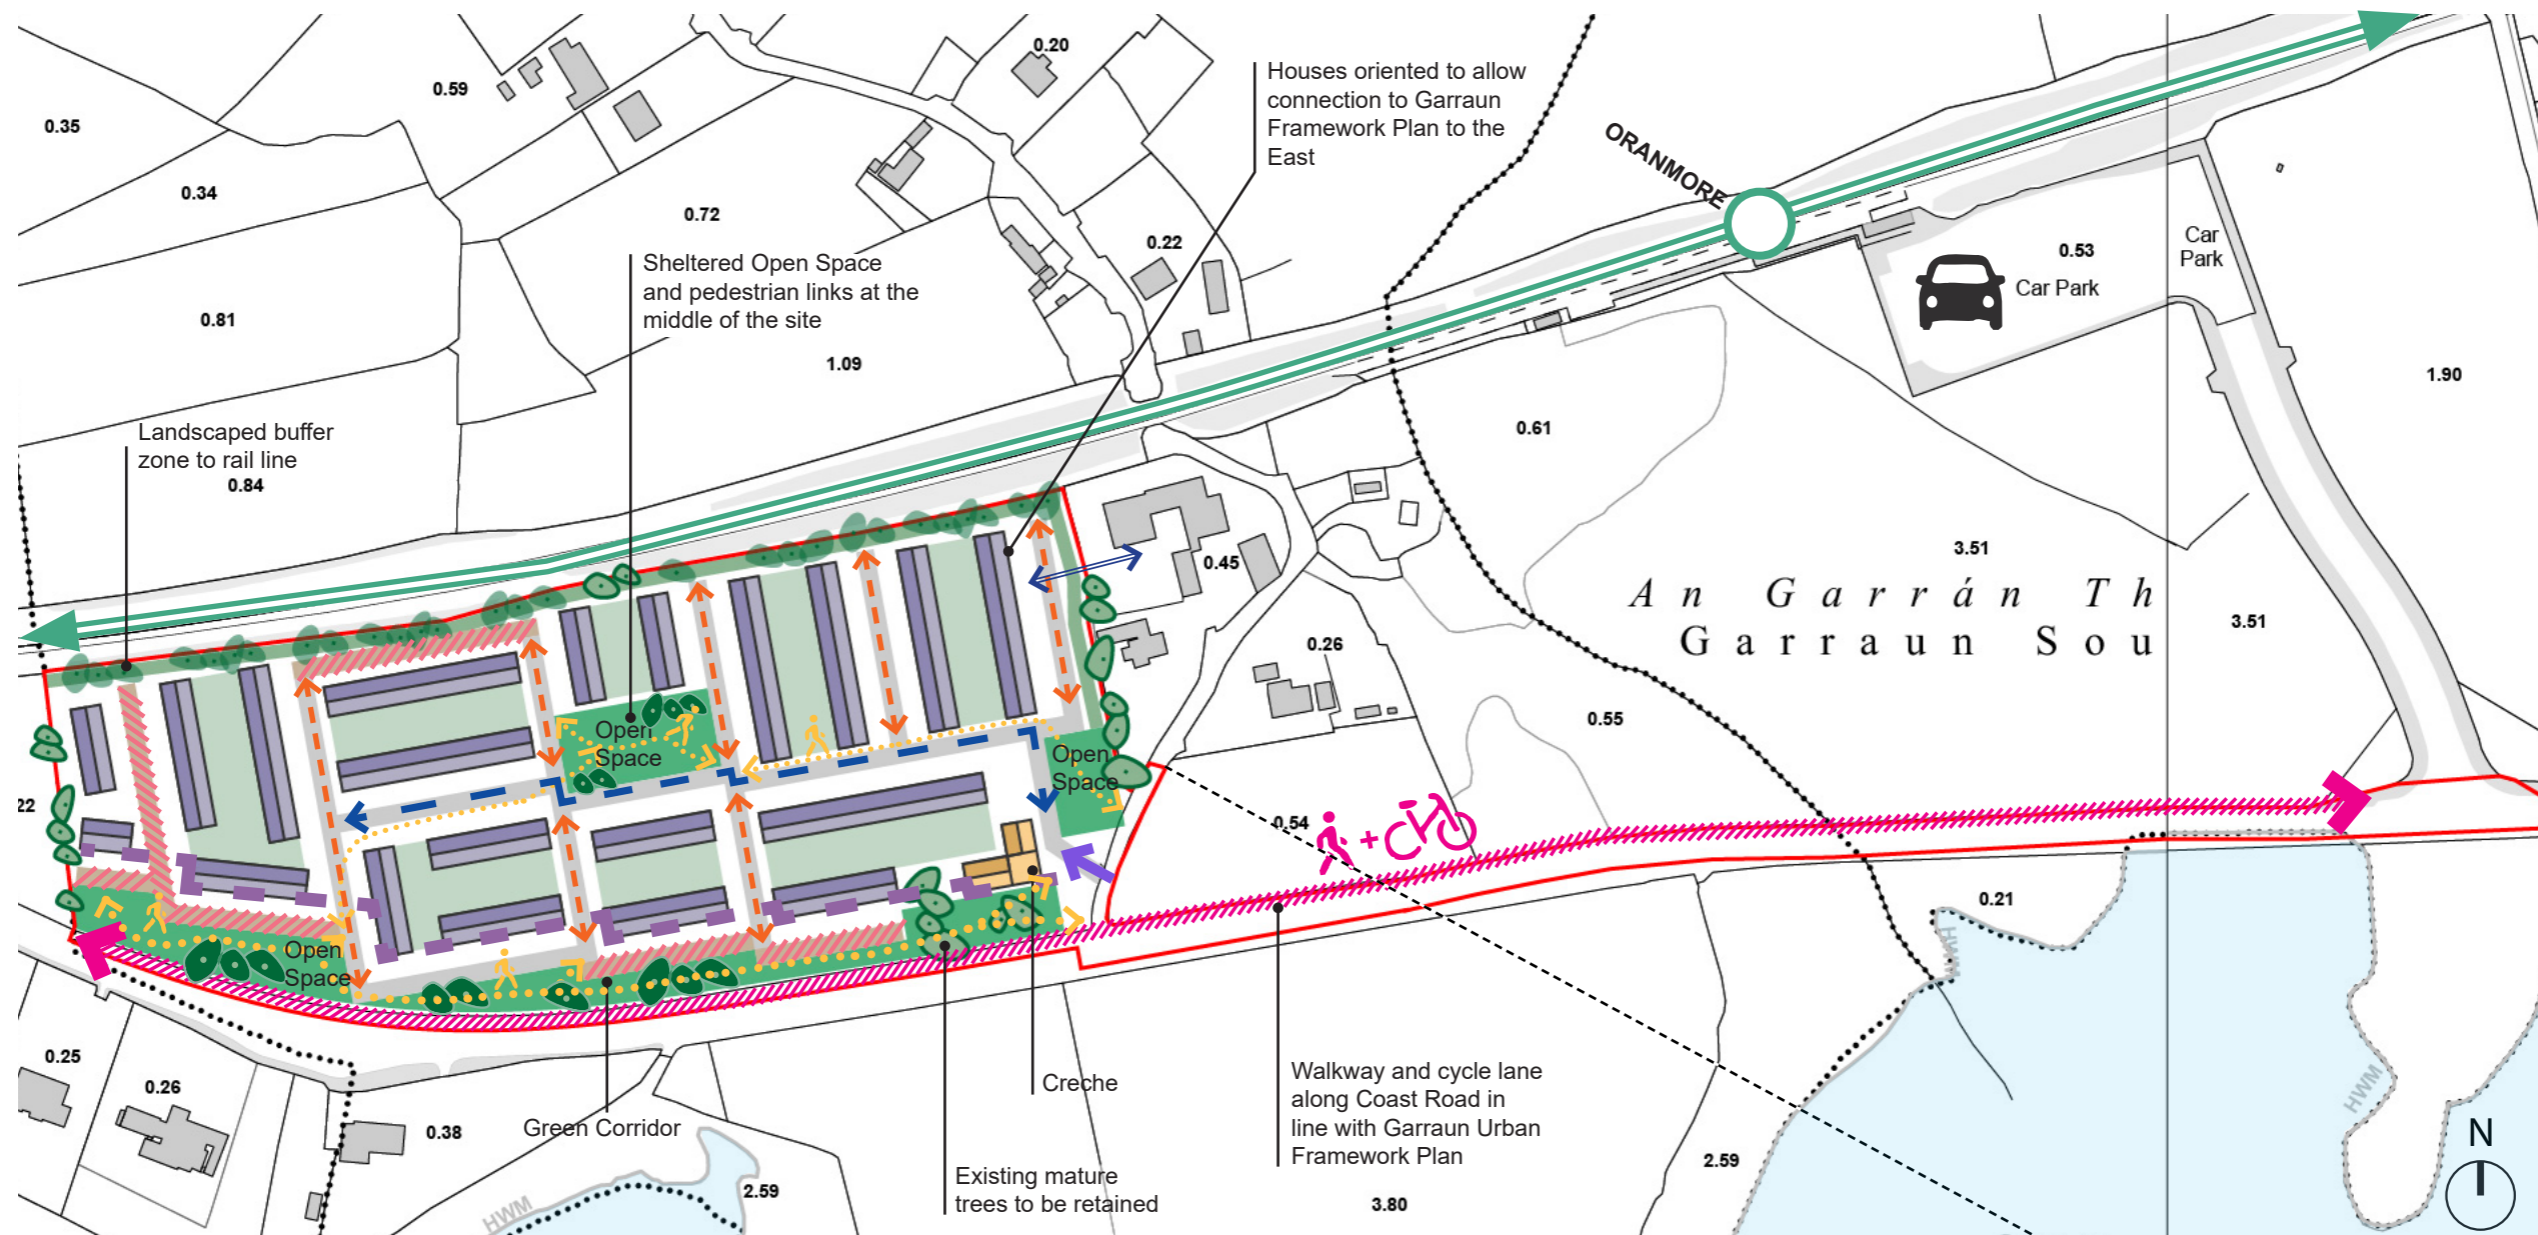 0.20
0.59
0.35
Houses oriented to allow
connection to Garraun
Framework Plan to the
East
ORANMORE
0.34
0.72
0.22
Sheltered Open Space
and pedestrian links at the
middle of the site
0.53
Car
Park
Car Park
0.81
1.09
1.90
Landscaped buffer
zone to rail line
0.84
0.61
3.51
0.45
An Garrán Th
Garraun Sou
3.51
0.26
0.55
Open
Space
Open
Space
22
0.54
+
0.21
Open
Space
HWM
0.25
0.26
0.38
Green Corridor
Creche
Existing mature
trees to be retained
Walkway and cycle lane
along Coast Road in
line with Garraun Urban
Framework Plan
HWM
2.59
HWM
2.59
3.80
N